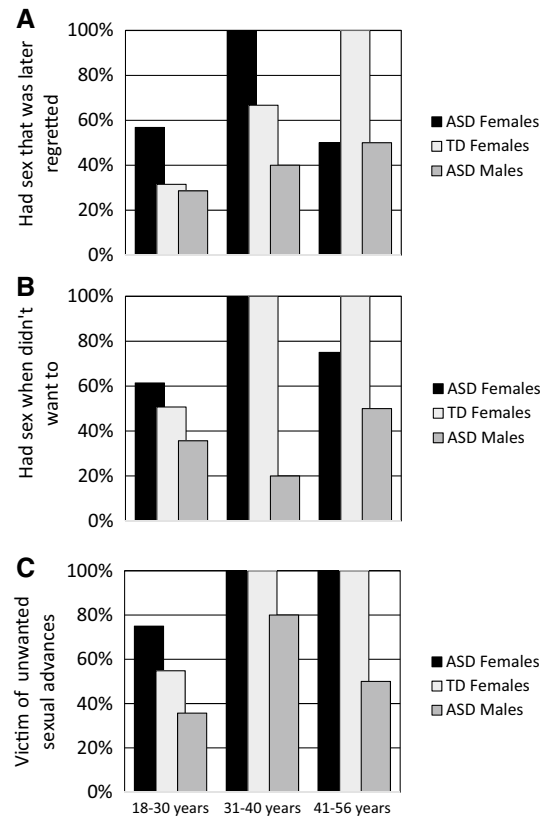 A
Had sex that was later
regretted
100%
80%
60%
40%
20%
0%
ASD Females
TD Females
ASD Males
B
Had sex when didn't
want to
100%
80%
60%
40%
20%
0%
ASD Females
TD Females
ASD Males
C
Victim of unwanted
sexual advances
100%
80%
60%
40%
20%
0%
ASD Females
TD Females
ASD Males
18-30 years 31-40 years 41-56 years